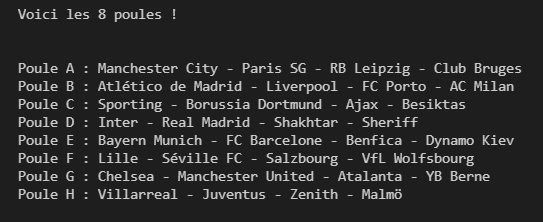 Voici les 8 poules !
Poule A : Manchester City - Paris SG - RB Leipzig - Club Bruges
Poule B : Atlético de Madrid - Liverpool - FC Porto - AC Milan
Poule C : Sporting - Borussia Dortmund - Ajax - Besiktas
Poule D : Inter - Real Madrid - Shakhtar - Sheriff
Poule E : Bayern Munich - FC Barcelone - Benfica - Dynamo Kiev
Poule F : Lille - Séville FC - Salzbourg - VfL Wolfsbourg
Poule G : Chelsea - Manchester United - Atalanta - YB Berne
Poule H : Villarreal - Juventus - Zenith - Malmö